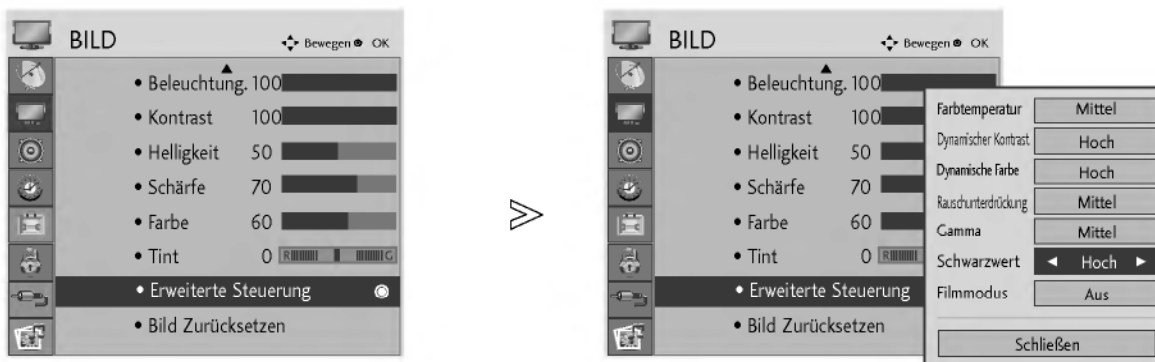 BILD
Bewegen OK
• Beleuchtung. 100
• Kontrast 100
• Helligkeit 50
• Schärfe 70
• Farbe 60
• Tint 0 R G
• Erweiterte Steuerung
• Bild Zurücksetzen
BILD
Bewegen OK
• Beleuchtung. 100
• Kontrast 100
• Helligkeit 50
• Schärfe 70
• Farbe 60
• Tint 0 R
• Erweiterte Steuerung
• Bild Zurücksetzen
Farbtemperatur Mittel
Dynamischer Kontrast Hoch
Dynamische Farbe Hoch
Rauschunterdrückung Mittel
Gamma Mittel
Schwarzwert ◄ Hoch ►
Filmmodus Aus
Schließen